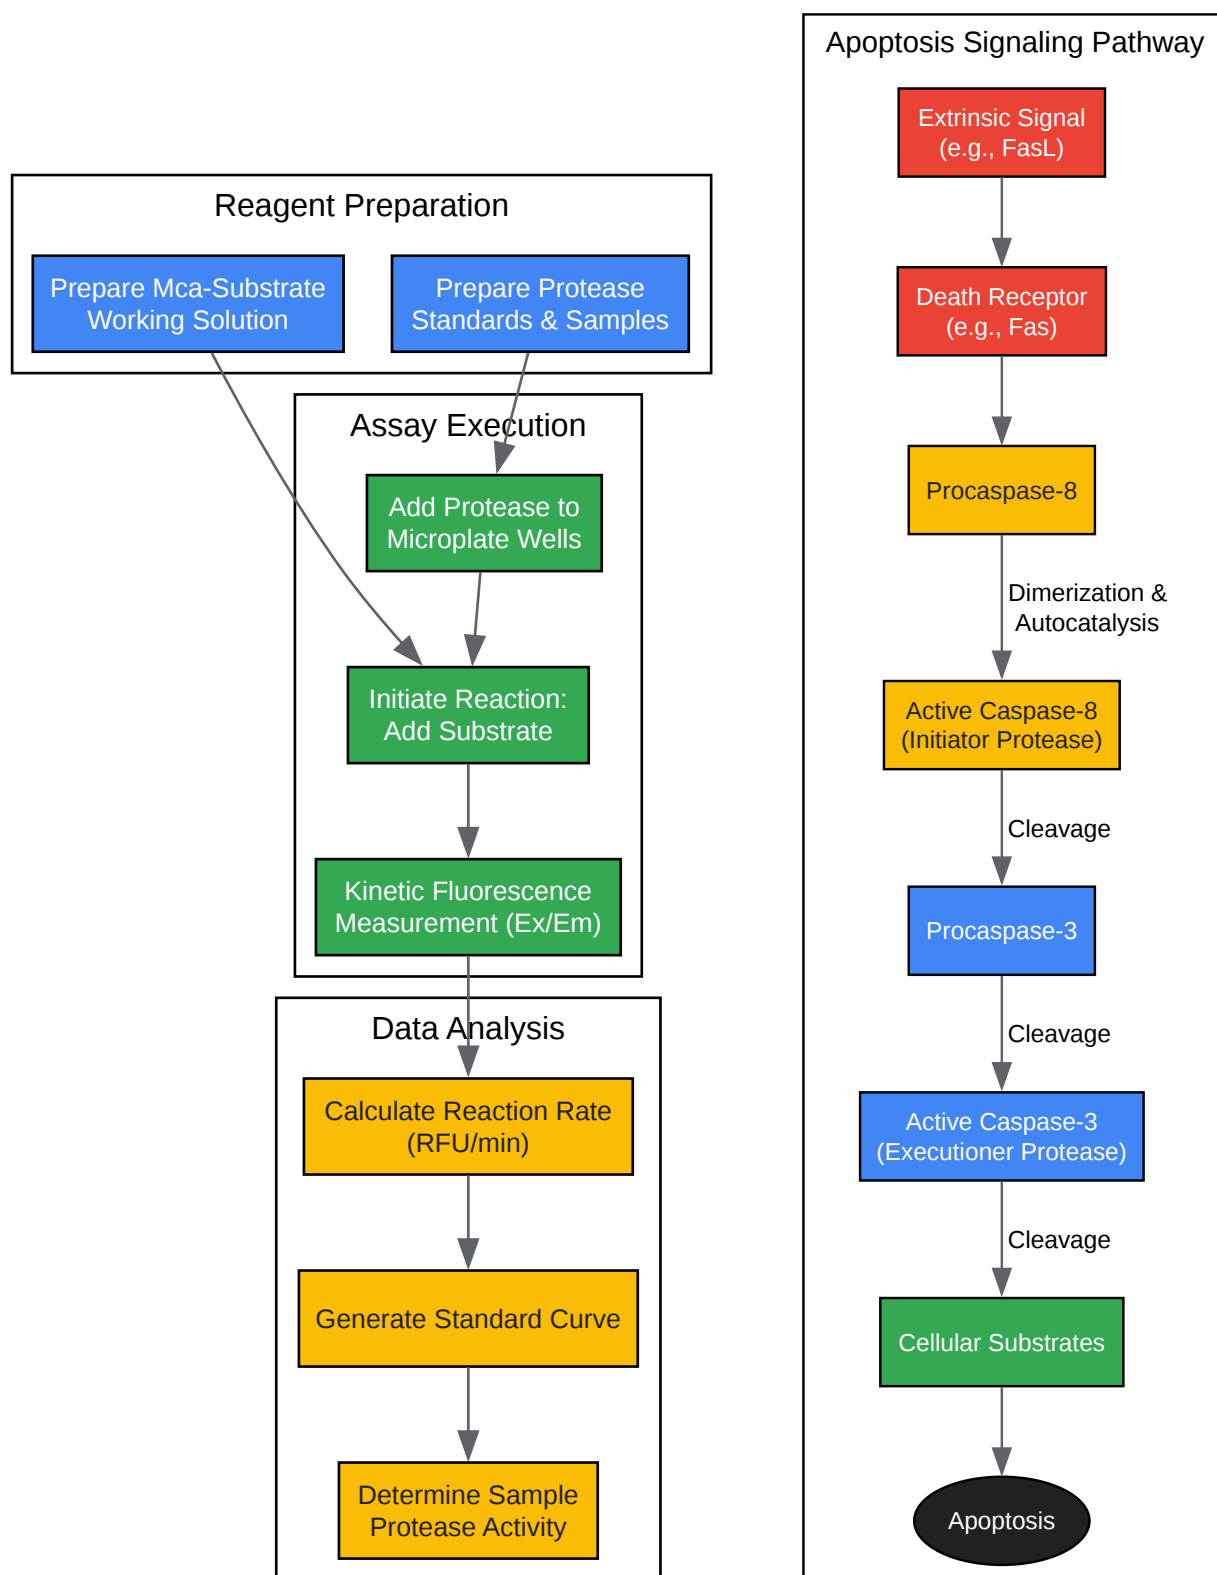 Reagent Preparation
Prepare Mca-Substrate
Working Solution
Prepare Protease
Standards & Samples
Assay Execution
Add Protease to
Microplate Wells
Initiate Reaction:
Add Substrate
Kinetic Fluorescence
Measurement (Ex/Em)
Data Analysis
Calculate Reaction Rate
(RFU/min)
Generate Standard Curve
Determine Sample
Protease Activity
Apoptosis Signaling Pathway
Extrinsic Signal
(e.g., FasL)
Death Receptor
(e.g., Fas)
Procaspase-8
Dimerization &
Autocatalysis
Active Caspase-8
(Initiator Protease)
Cleavage
Procaspase-3
Cleavage
Active Caspase-3
(Executioner Protease)
Cleavage
Cellular Substrates
Apoptosis